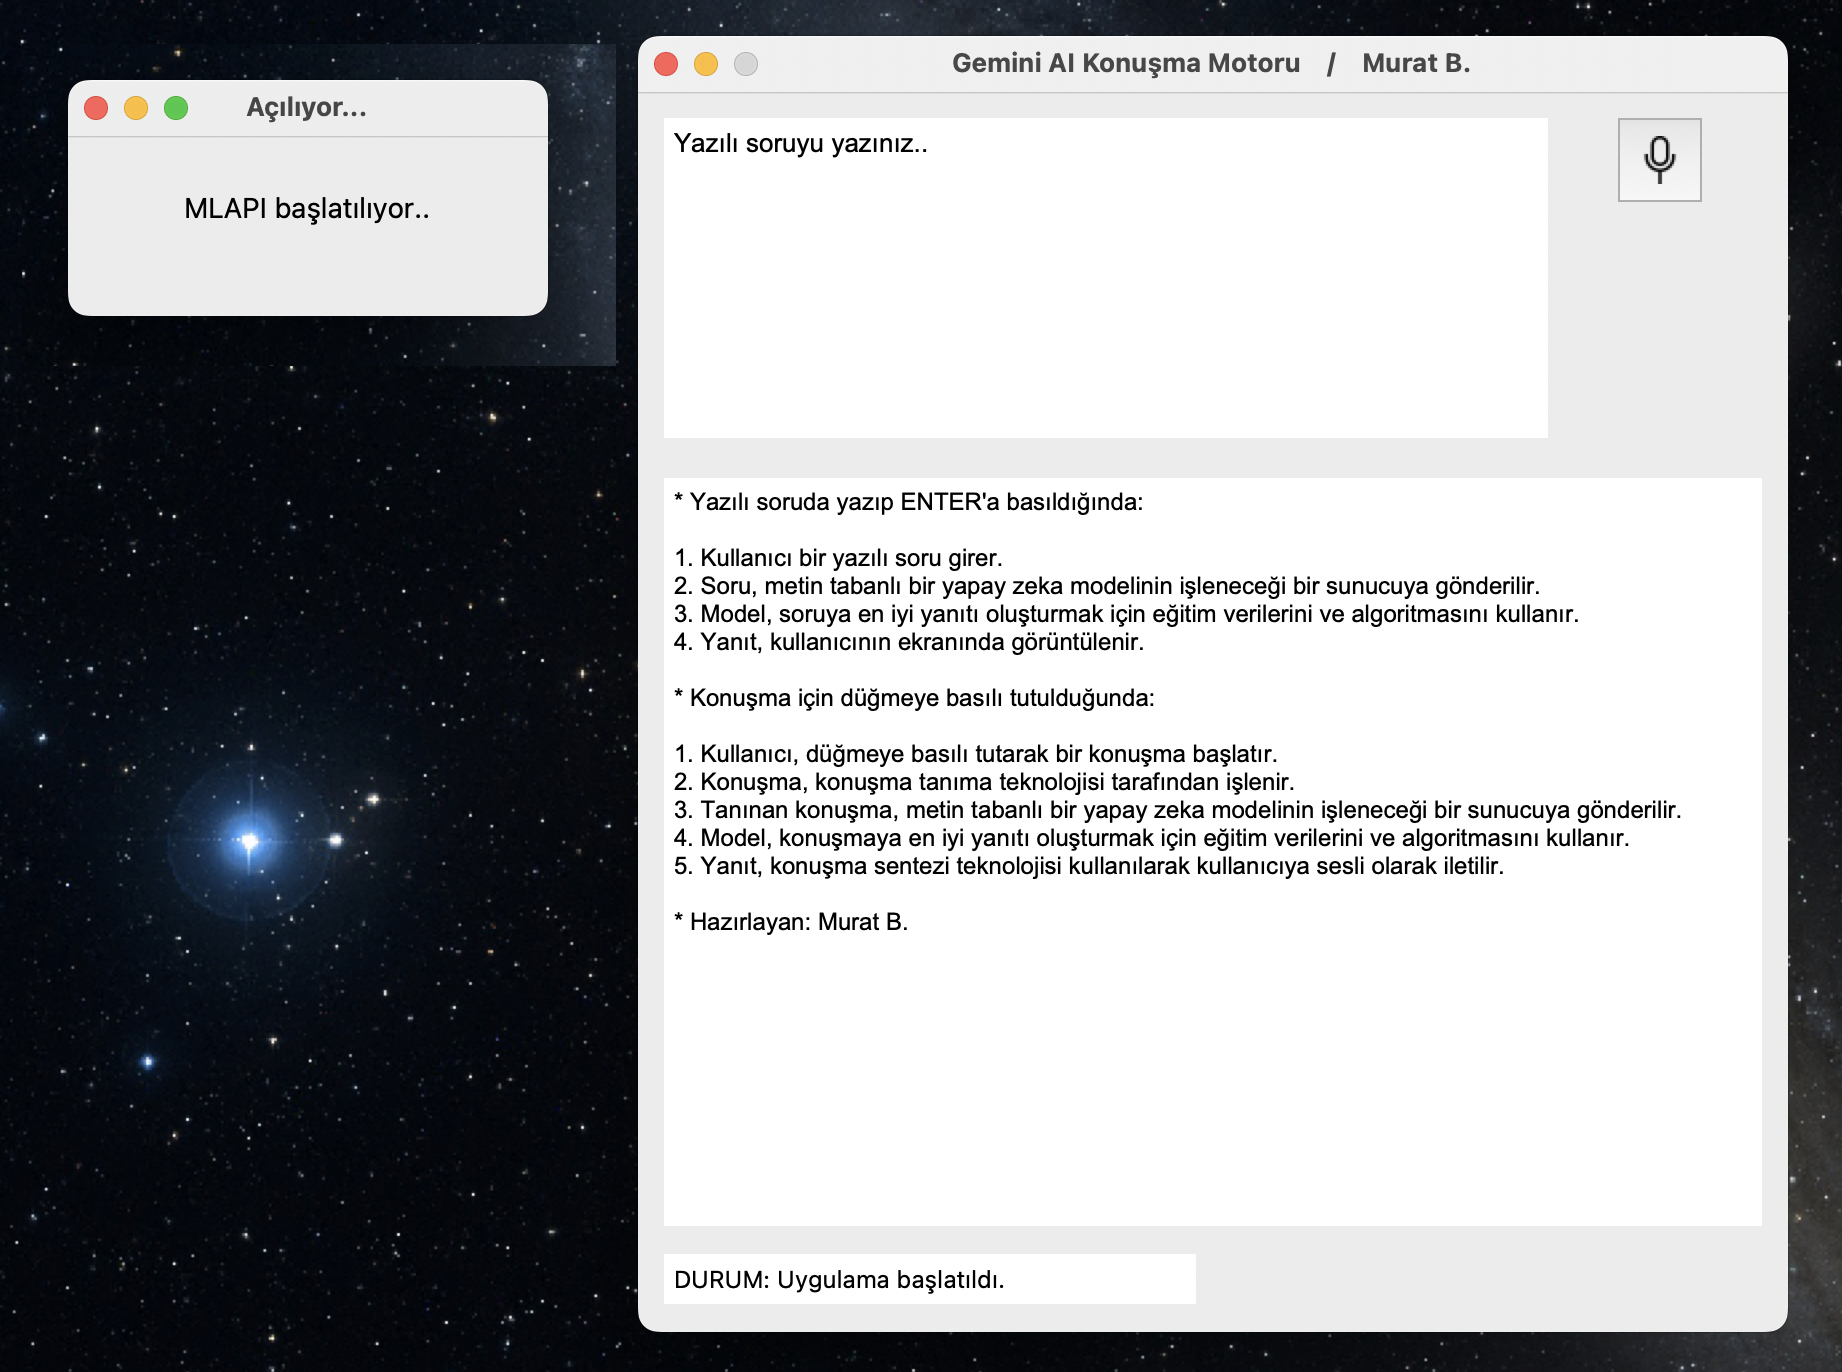 Açılıyor...
MLAPI başlatılıyor..
Gemini AI Konuşma Motoru / Murat B.
Yazılı soruyu yazınız..
* Yazılı soruda yazıp ENTER'a basıldığında:
1. Kullanıcı bir yazılı soru girer.
2. Soru, metin tabanlı bir yapay zeka modelinin işleneceği bir sunucuya gönderilir.
3. Model, soruya en iyi yanıtı oluşturmak için eğitim verilerini ve algoritmasını kullanır.
4. Yanıt, kullanıcının ekranında görüntülenir.
* Konuşma için düğmeye basılı tutulduğunda:
1. Kullanıcı, düğmeye basılı tutarak bir konuşma başlatır.
2. Konuşma, konuşma tanıma teknolojisi tarafından işlenir.
3. Tanınan konuşma, metin tabanlı bir yapay zeka modelinin işleneceği bir sunucuya gönderilir.
4. Model, konuşmaya en iyi yanıtı oluşturmak için eğitim verilerini ve algoritmasını kullanır.
5. Yanıt, konuşma sentezi teknolojisi kullanılarak kullanıcıya sesli olarak iletilir.
* Hazırlayan: Murat B.
DURUM: Uygulama başlatıldı.